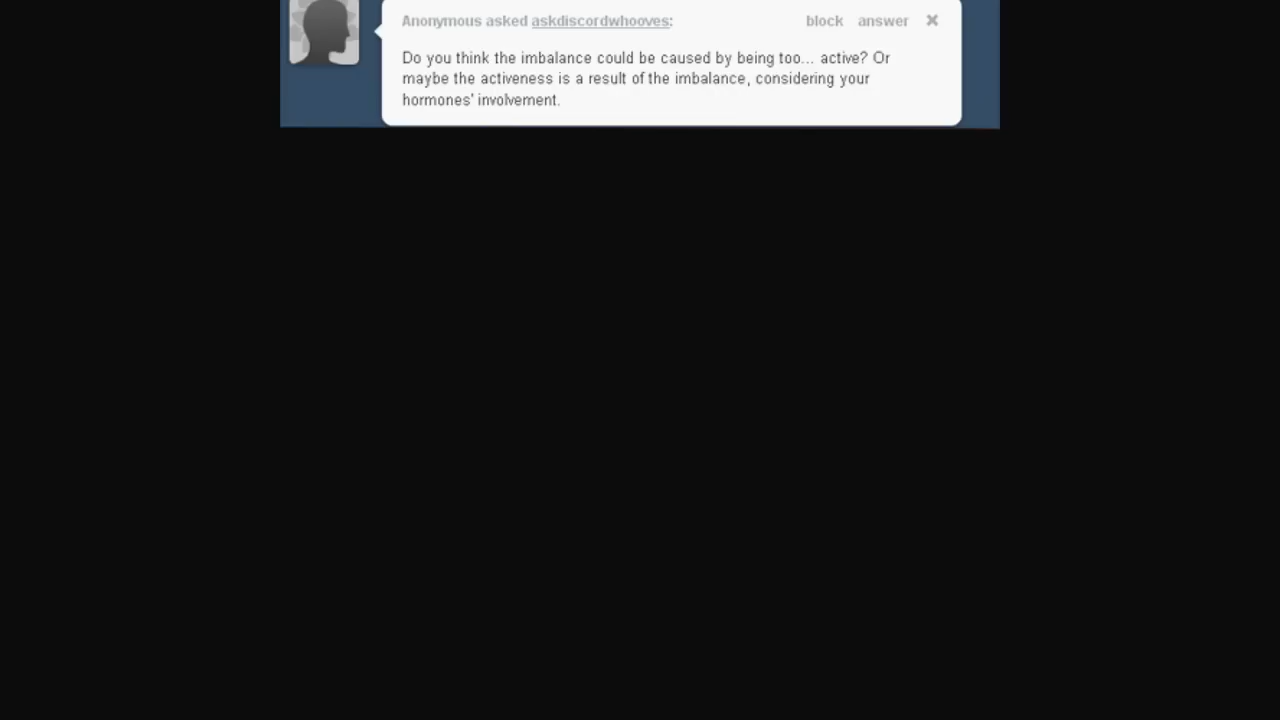 Anonymous asked askdiscordwhooves: block answer ✖
Do you think the imbalance could be caused by being too... active? Or
maybe the activeness is a result of the imbalance, considering your
hormones' involvement.